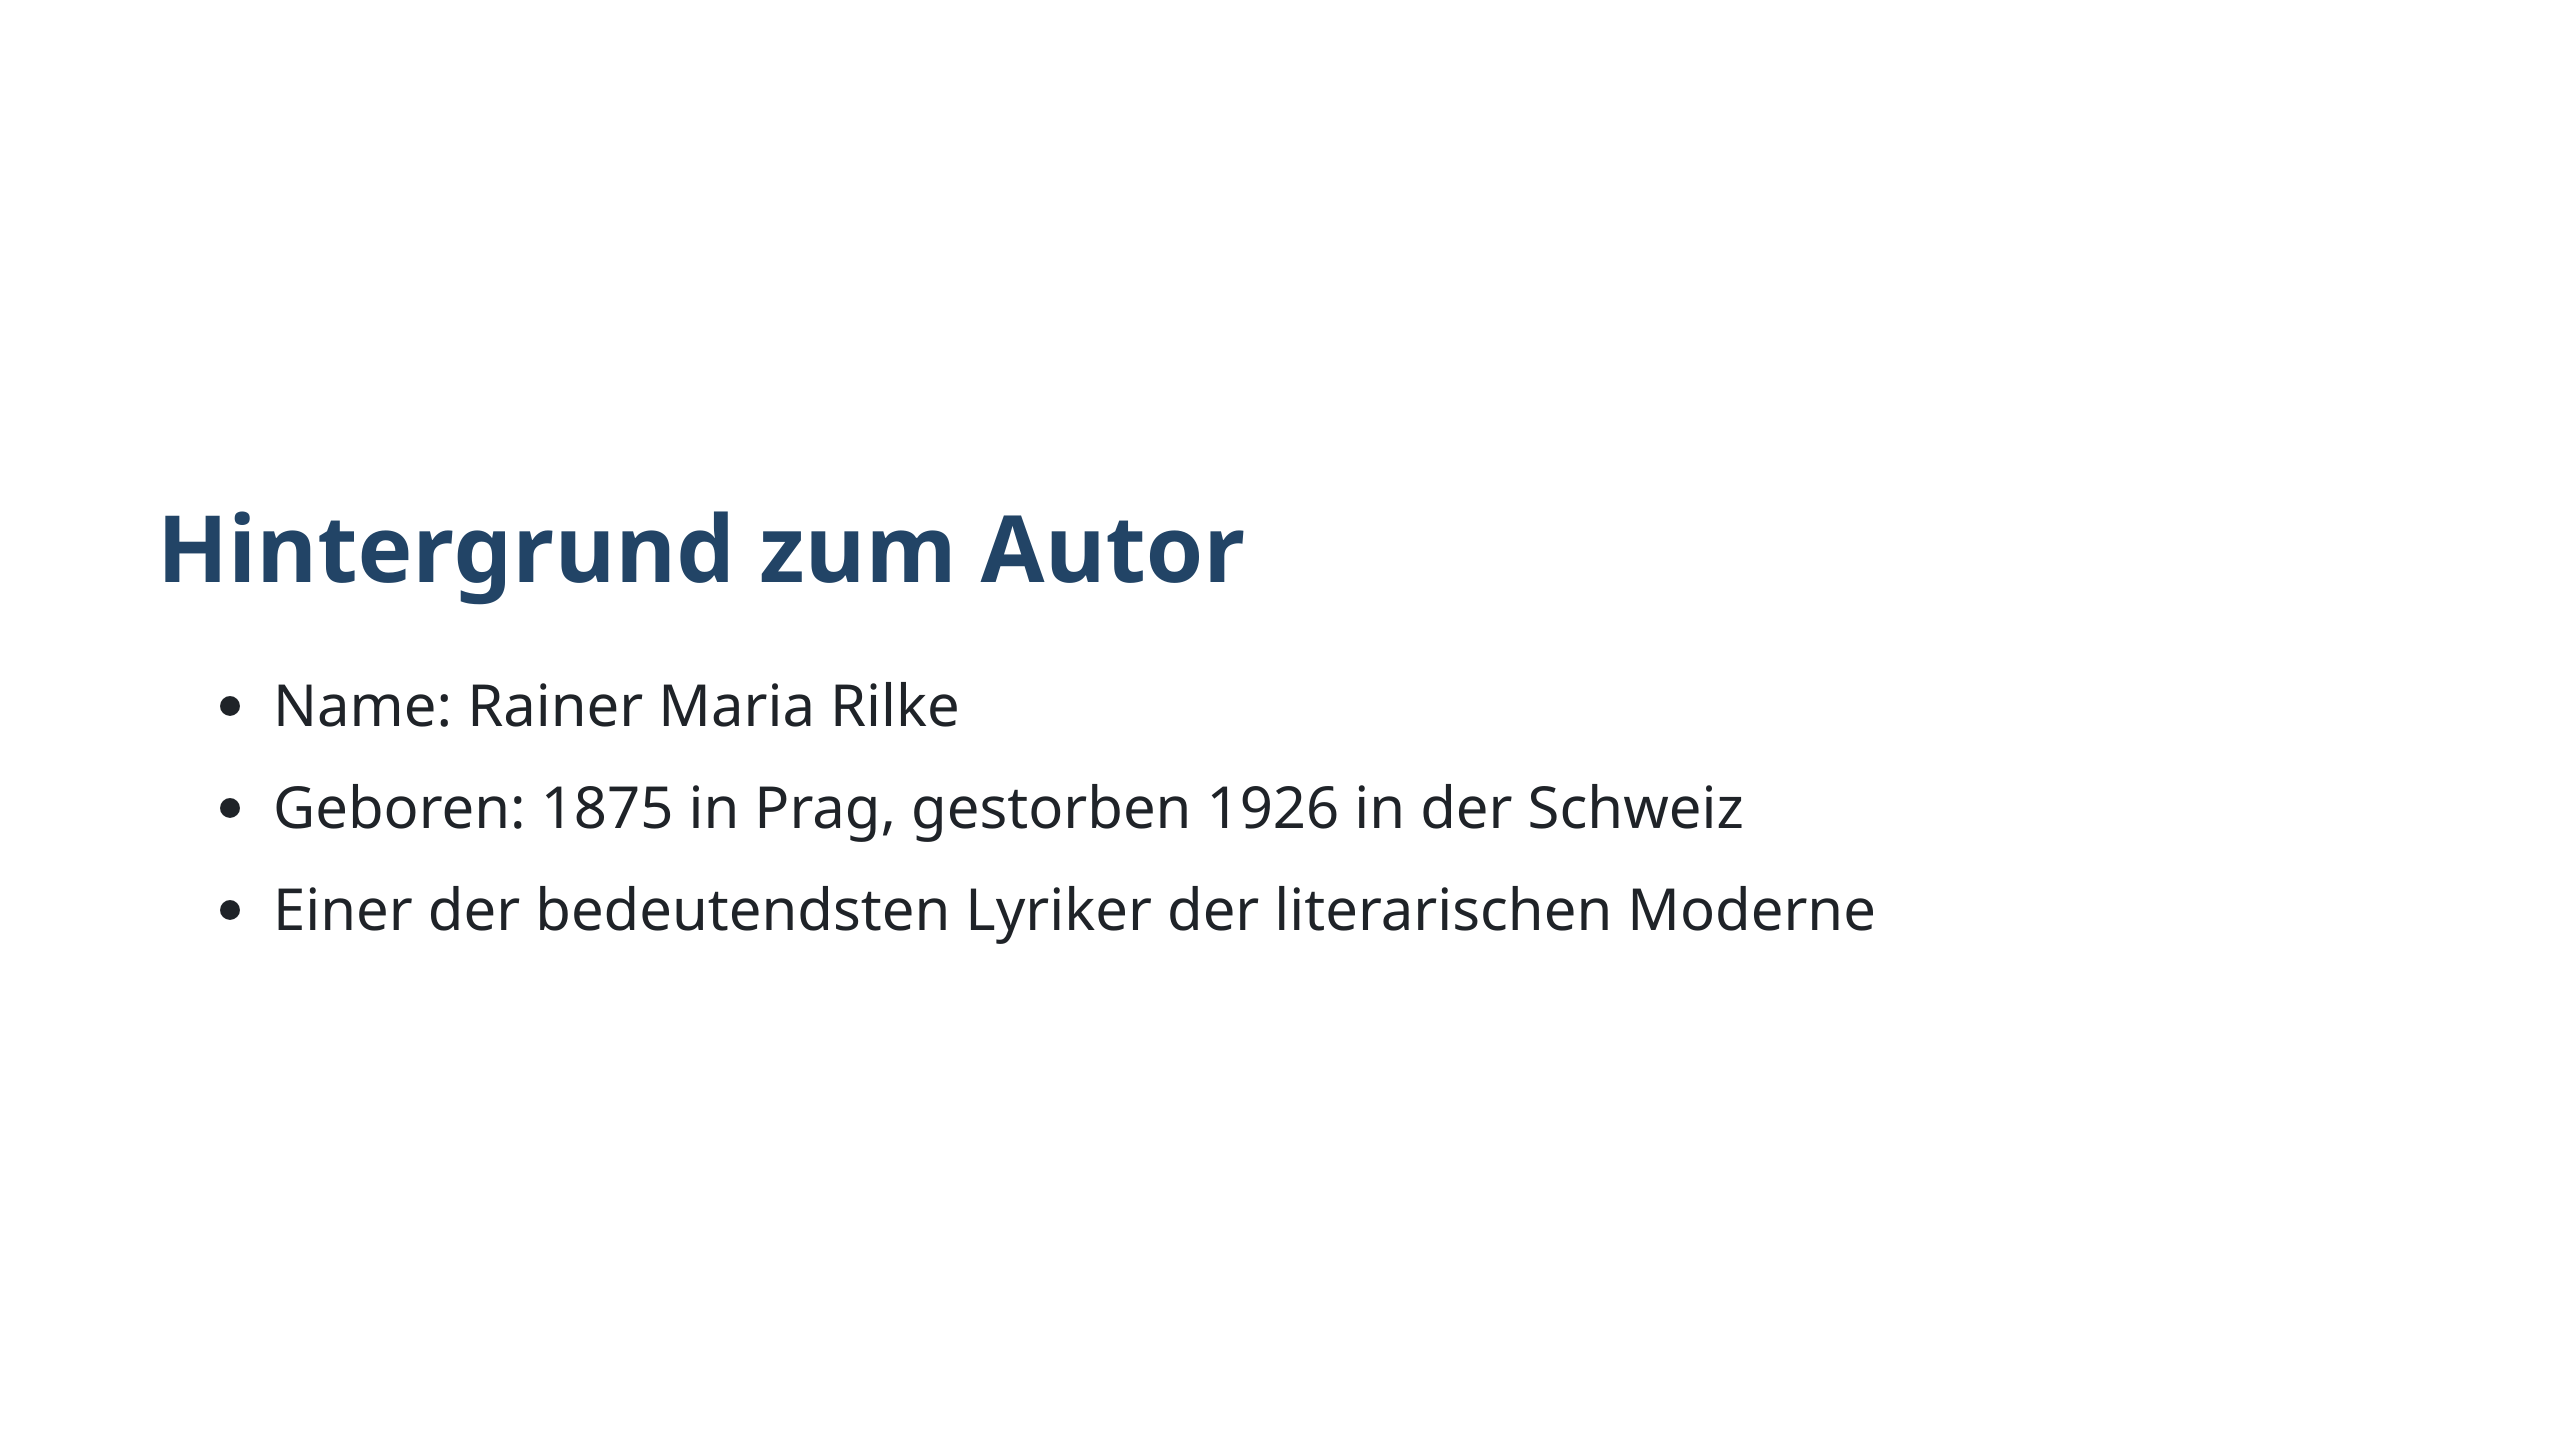 Hintergrund zum Autor
• Name: Rainer Maria Rilke
• Geboren: 1875 in Prag, gestorben 1926 in der Schweiz
• Einer der bedeutendsten Lyriker der literarischen Moderne